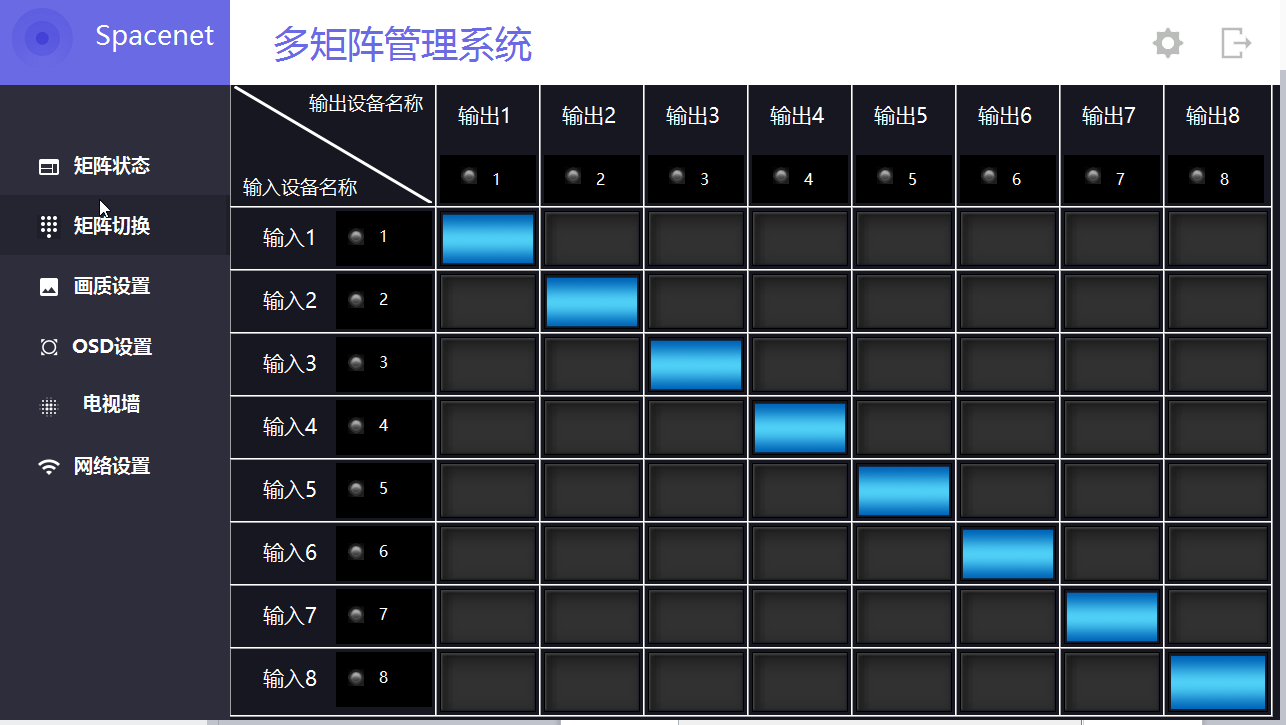 Spacenet
多矩阵管理系统
矩阵状态
矩阵切换
画质设置
OSD设置
电视墙
网络设置
输出设备名称
输入设备名称
输出1 输出2 输出3 输出4 输出5 输出6 输出7 输出8
1 2 3 4 5 6 7 8
输入1 1
输入2 2
输入3 3
输入4 4
输入5 5
输入6 6
输入7 7
输入8 8